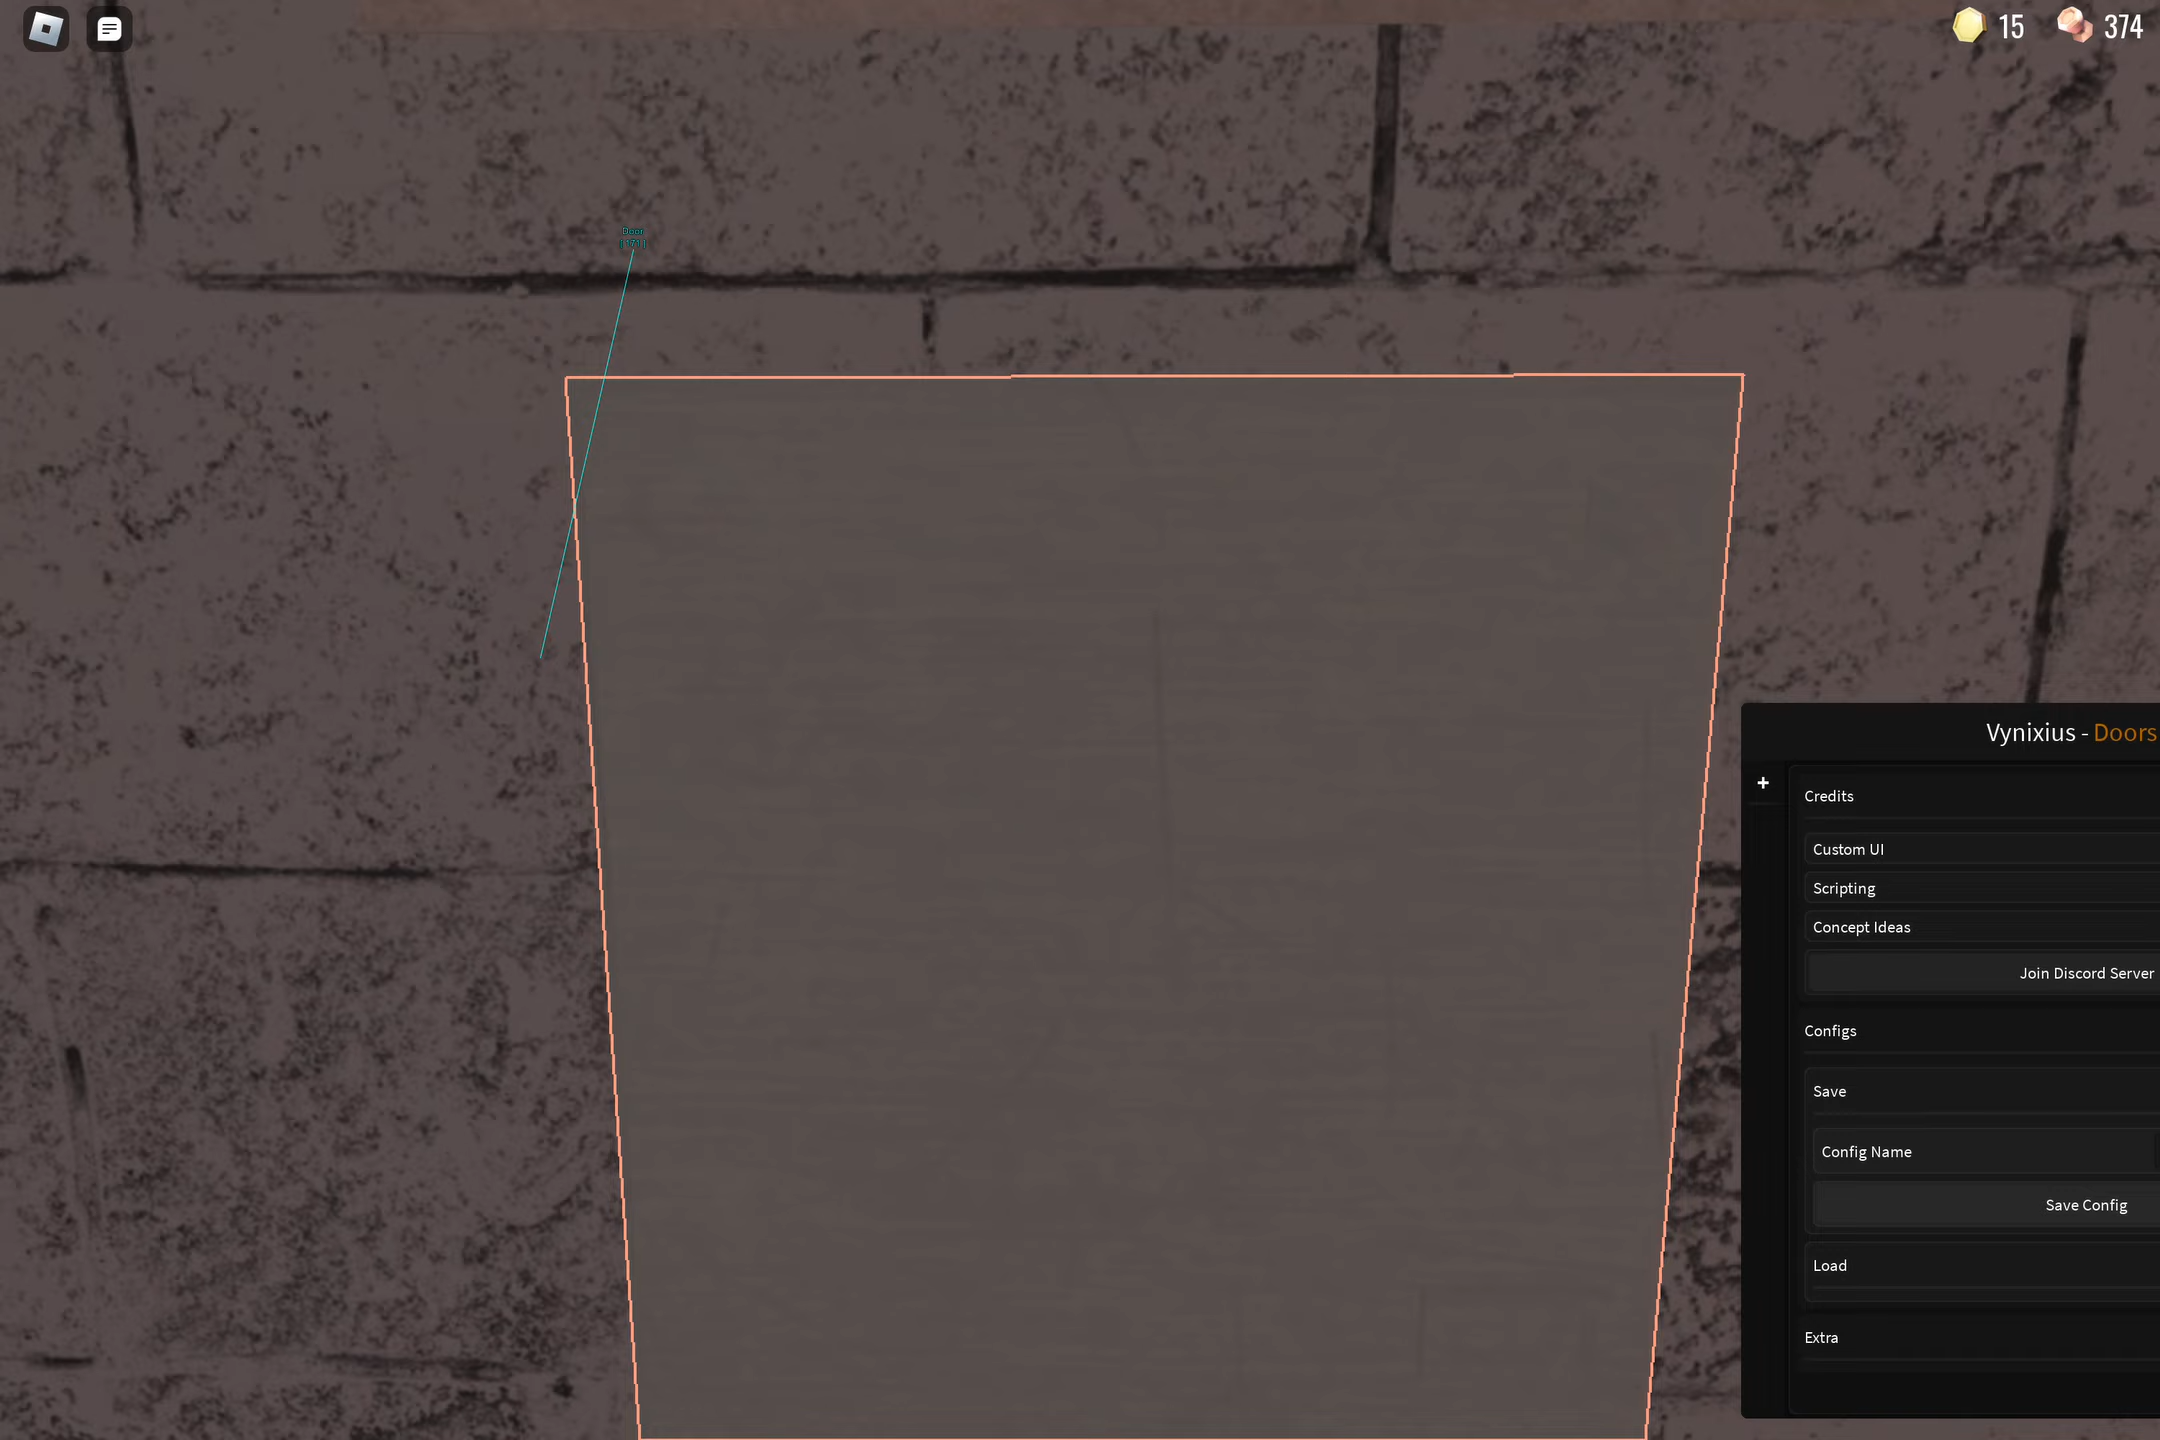 15 374
Door
[ 171 ]
Vynixius - Doors
+
Credits
Custom UI
Scripting
Concept Ideas
Join Discord Server
Configs
Save
Config Name
Save Config
Load
Extra